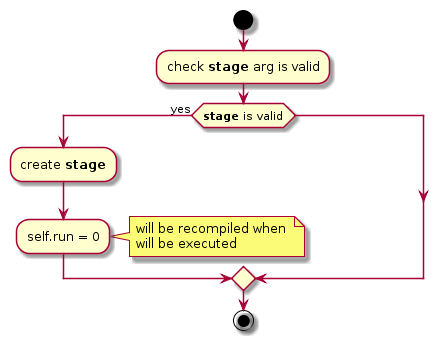 check stage arg is valid
yes
stage is valid
create stage
self.run = 0
will be recompiled when
will be executed